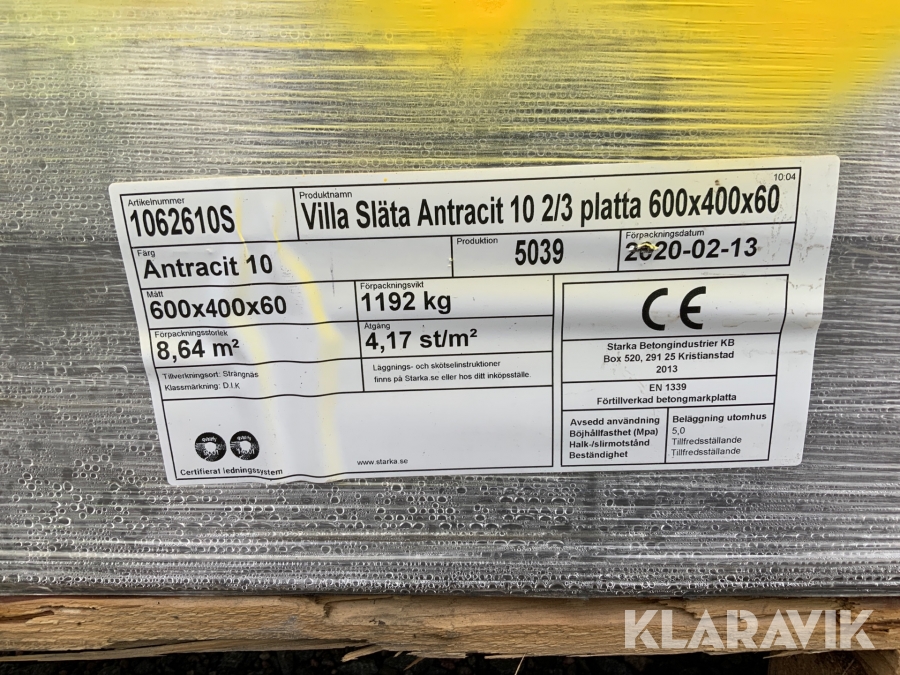 10:04
Artikelnummer
1062610S
Produktnamn
Villa Släta Antracit 10 2/3 platta 600x400x60
Färg
Antracit 10
Produktion
5039
Förpackningsdatum
2020-02-13
Mått
600x400x60
Förpackningsvikt
1192 kg
Förpackningsstorlek
8,64 m²
Åtgång
4,17 st/m²
Tillverkningsort: Strängnäs
Klassmärkning: D.I.K
Läggnings- och skötselinstruktioner
finns på Starka.se eller hos ditt inköpsställe.
CE
Starka Betongindustrier KB
Box 520, 291 25 Kristianstad
2013
EN 1339
Förtillverkad betongmarkplatta
Avsedd användning Beläggning utomhus
Böjhållfasthet (Mpa) 5,0
Halk-/slirmotstånd Tillfredsställande
Beständighet Tillfredsställande
Certifierat ledningssystem
www.starka.se
KLARAVIK